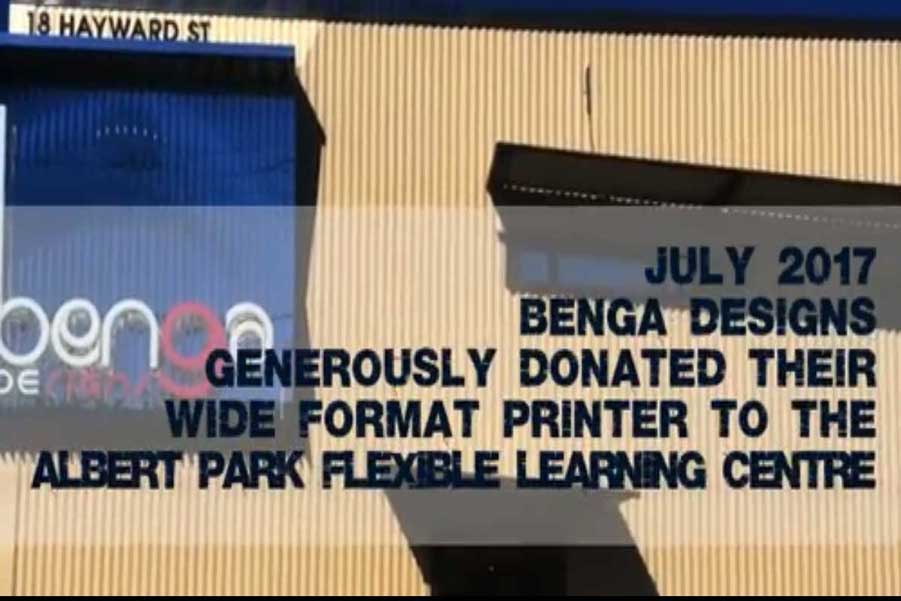 18 HAYWARD ST
benga
DESIGNS
JULY 2017
BENGA DESIGNS
GENEROUSLY DONATED THEIR
WIDE FORMAT PRINTER TO THE
ALBERT PARK FLEXIBLE LEARNING CENTRE